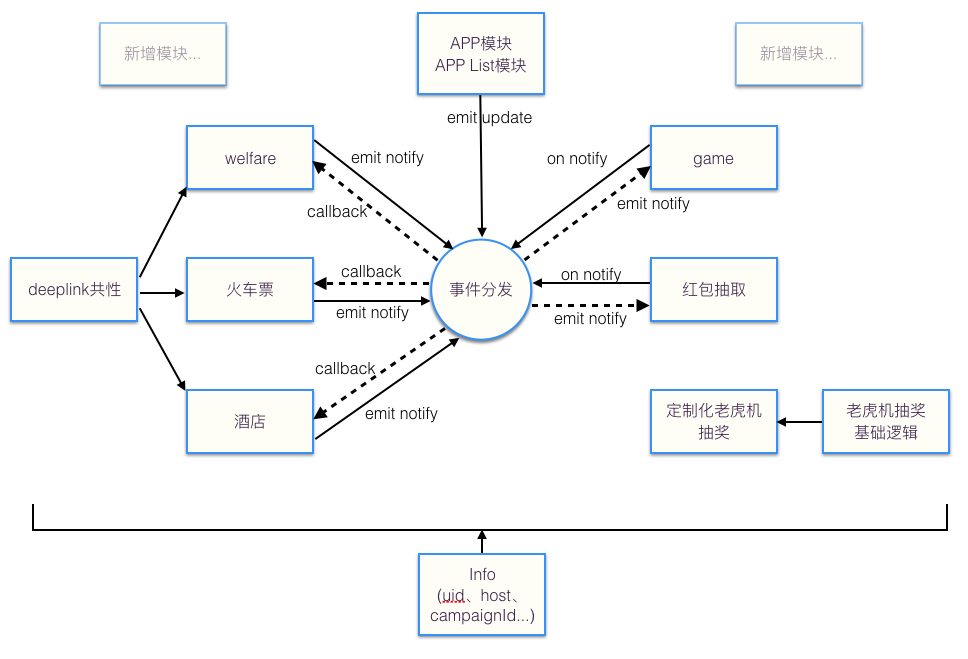 新增模块...
APP模块
APP List模块
新增模块...
emit update
welfare
emit notify
on notify
game
callback
emit notify
deeplink共性
火车票
callback
emit notify
事件分发
on notify
emit notify
红包抽取
callback
emit notify
酒店
定制化老虎机
抽奖
老虎机抽奖
基础逻辑
Info
(uid、host、
campaignId...)